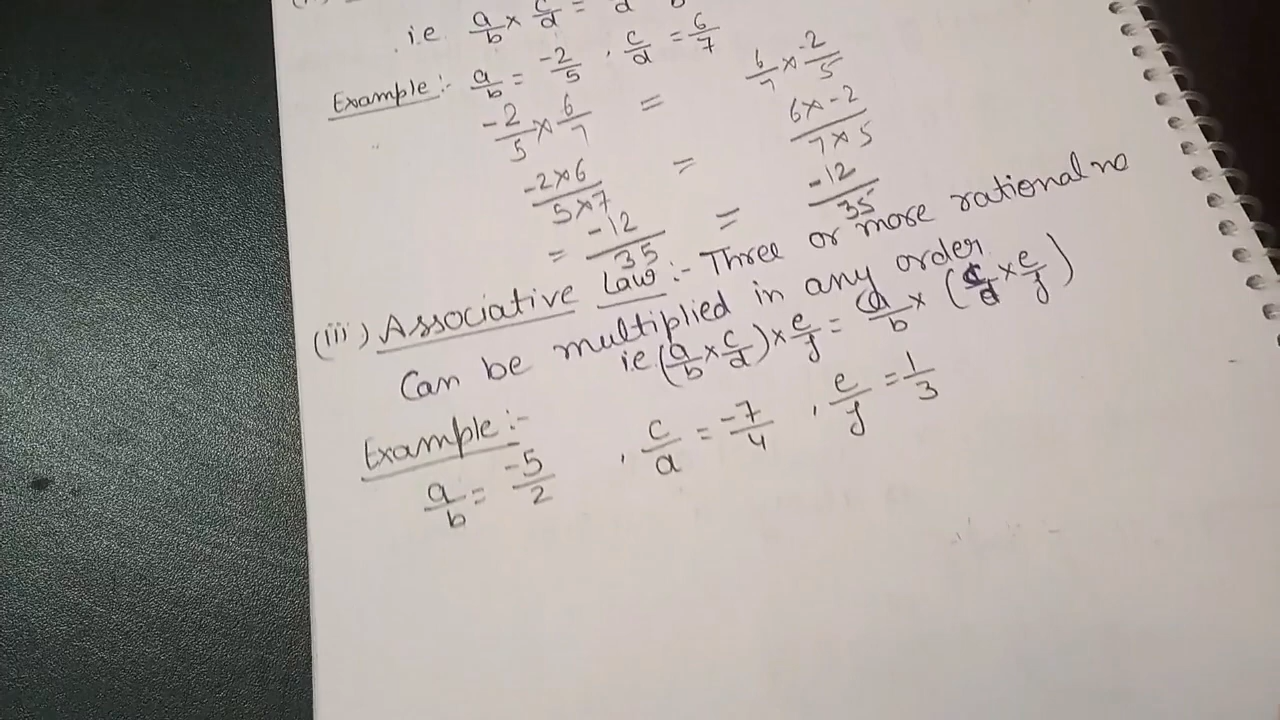 i.e. a/b × c/d =
Example:- a/b = -2/5 , c/d = 6/7
-2/5 × 6/7 = 6/7 × -2/5
-2×6/5×7 = 6×-2/7×5
= -12/35 = -12/35
(iii) Associative Law:- Three or more rational no
Can be multiplied in any order
i.e (a/b × c/d) × e/f = a/b × (c/d × e/f)
Example:-
a/b = -5/2 , c/d = -7/4 , e/f = 1/3